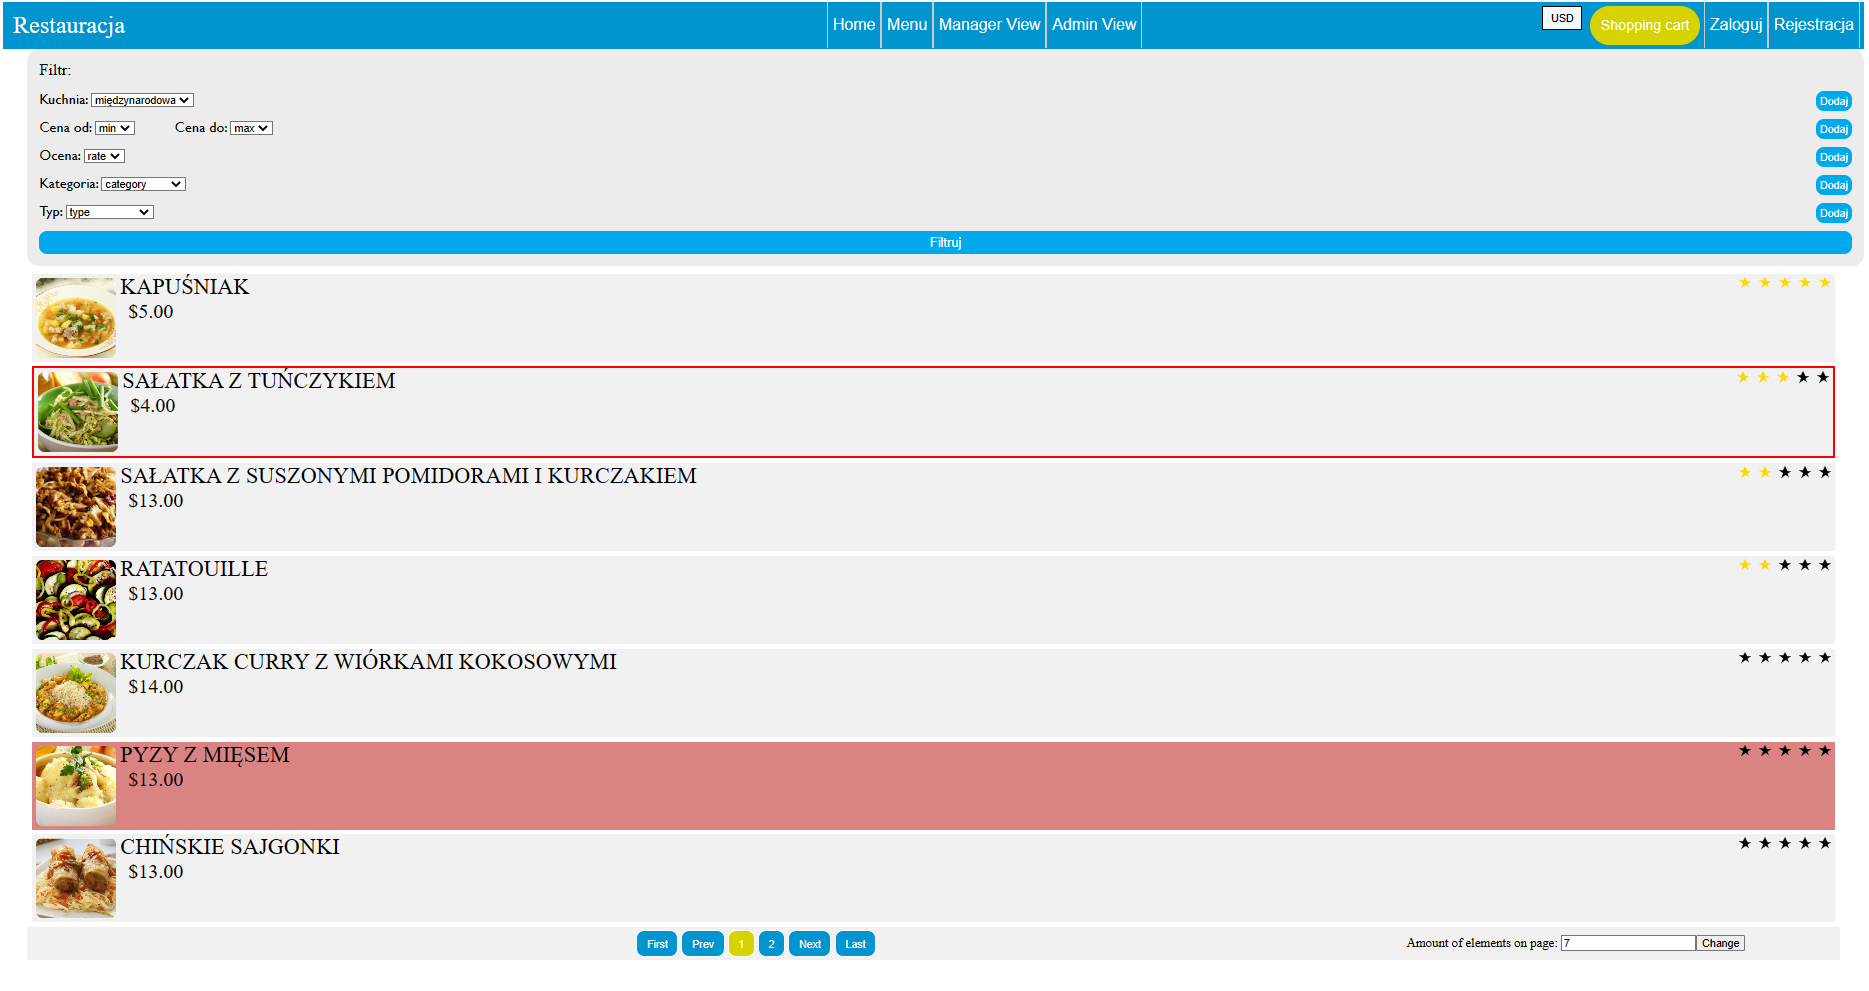 Restauracja Home Menu Manager View Admin View USD Shopping cart Zaloguj Rejestracja
Filtr:
Kuchnia: międzynarodowa Dodaj
Cena od: min Cena do: max Dodaj
Ocena: rate Dodaj
Kategoria: category Dodaj
Typ: type Dodaj
Filtruj
KAPUŚNIAK
$5.00
SAŁATKA Z TUŃCZYKIEM
$4.00
SAŁATKA Z SUSZONYMI POMIDORAMI I KURCZAKIEM
$13.00
RATATOUILLE
$13.00
KURCZAK CURRY Z WIÓRKAMI KOKOSOWYMI
$14.00
PYZY Z MIĘSEM
$13.00
CHIŃSKIE SAJGONKI
$13.00
First Prev 1 2 Next Last Amount of elements on page: 7 Change